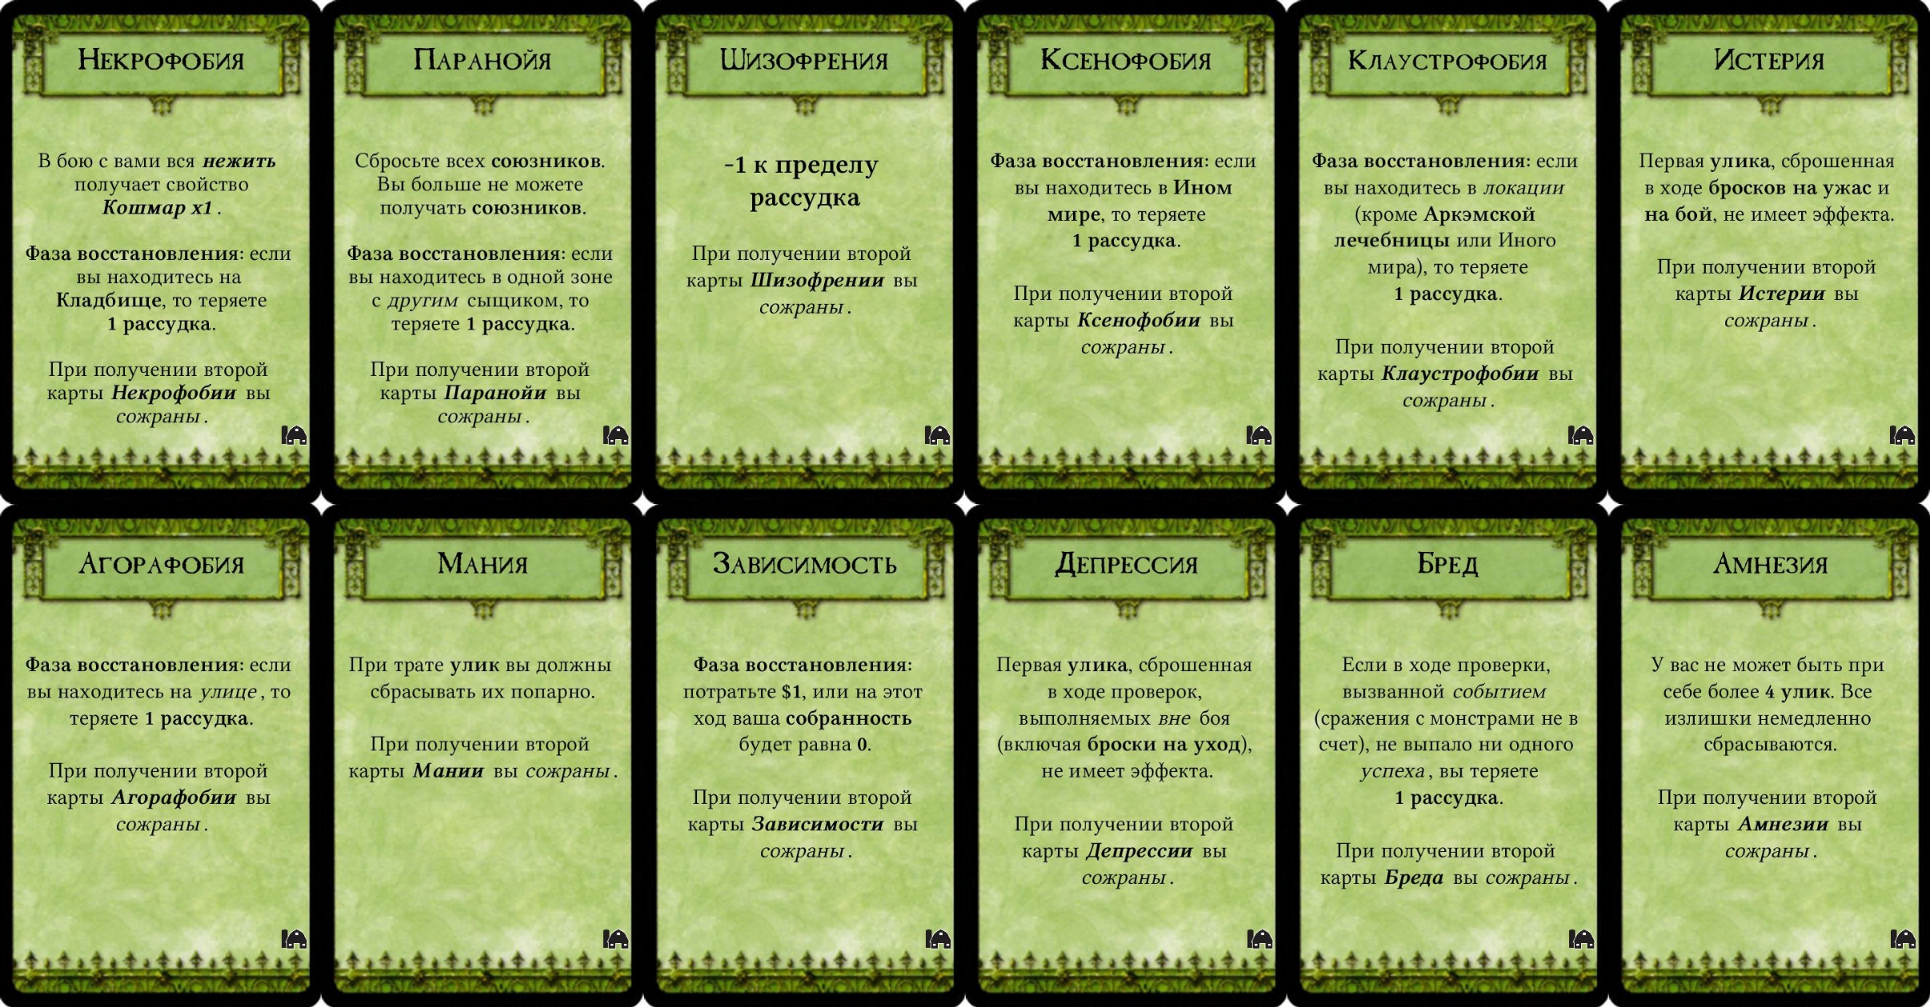 Некрофобия
В бою с вами вся нежить
получает свойство
Кошмар x1.
Фаза восстановления: если
вы находитесь на
Кладбище, то теряете
1 рассудка.
При получении второй
карты Некрофобии вы
сожраны.
Паранойя
Сбросьте всех союзников.
Вы больше не можете
получать союзников.
Фаза восстановления: если
вы находитесь в одной зоне
с другим сыщиком, то
теряете 1 рассудка.
При получении второй
карты Паранойи вы
сожраны.
Шизофрения
-1 к пределу
рассудка
При получении второй
карты Шизофрении вы
сожраны.
Ксенофобия
Фаза восстановления: если
вы находитесь в Ином
мире, то теряете
1 рассудка.
При получении второй
карты Ксенофобии вы
сожраны.
Клаустрофобия
Фаза восстановления: если
вы находитесь в локации
(кроме Аркэмской
лечебницы или Иного
мира), то теряете
1 рассудка.
При получении второй
карты Клаустрофобии вы
сожраны.
Истерия
Первая улика, сброшенная
в ходе бросков на ужас и
на бой, не имеет эффекта.
При получении второй
карты Истерии вы
сожраны.
Агорафобия
Фаза восстановления: если
вы находитесь на улице, то
теряете 1 рассудка.
При получении второй
карты Агорафобии вы
сожраны.
Мания
При трате улик вы должны
сбрасывать их попарно.
При получении второй
карты Мании вы сожраны.
Зависимость
Фаза восстановления:
потратьте $1, или на этот
ход ваша собранность
будет равна 0.
При получении второй
карты Зависимости вы
сожраны.
Депрессия
Первая улика, сброшенная
в ходе проверок,
выполняемых вне боя
(включая броски на уход),
не имеет эффекта.
При получении второй
карты Депрессии вы
сожраны.
Бред
Если в ходе проверки,
вызванной событием
(сражения с монстрами не в
счет), не выпало ни одного
успеха, вы теряете
1 рассудка.
При получении второй
карты Бреда вы сожраны.
Амнезия
У вас не может быть при
себе более 4 улик. Все
излишки немедленно
сбрасываются.
При получении второй
карты Амнезии вы
сожраны.